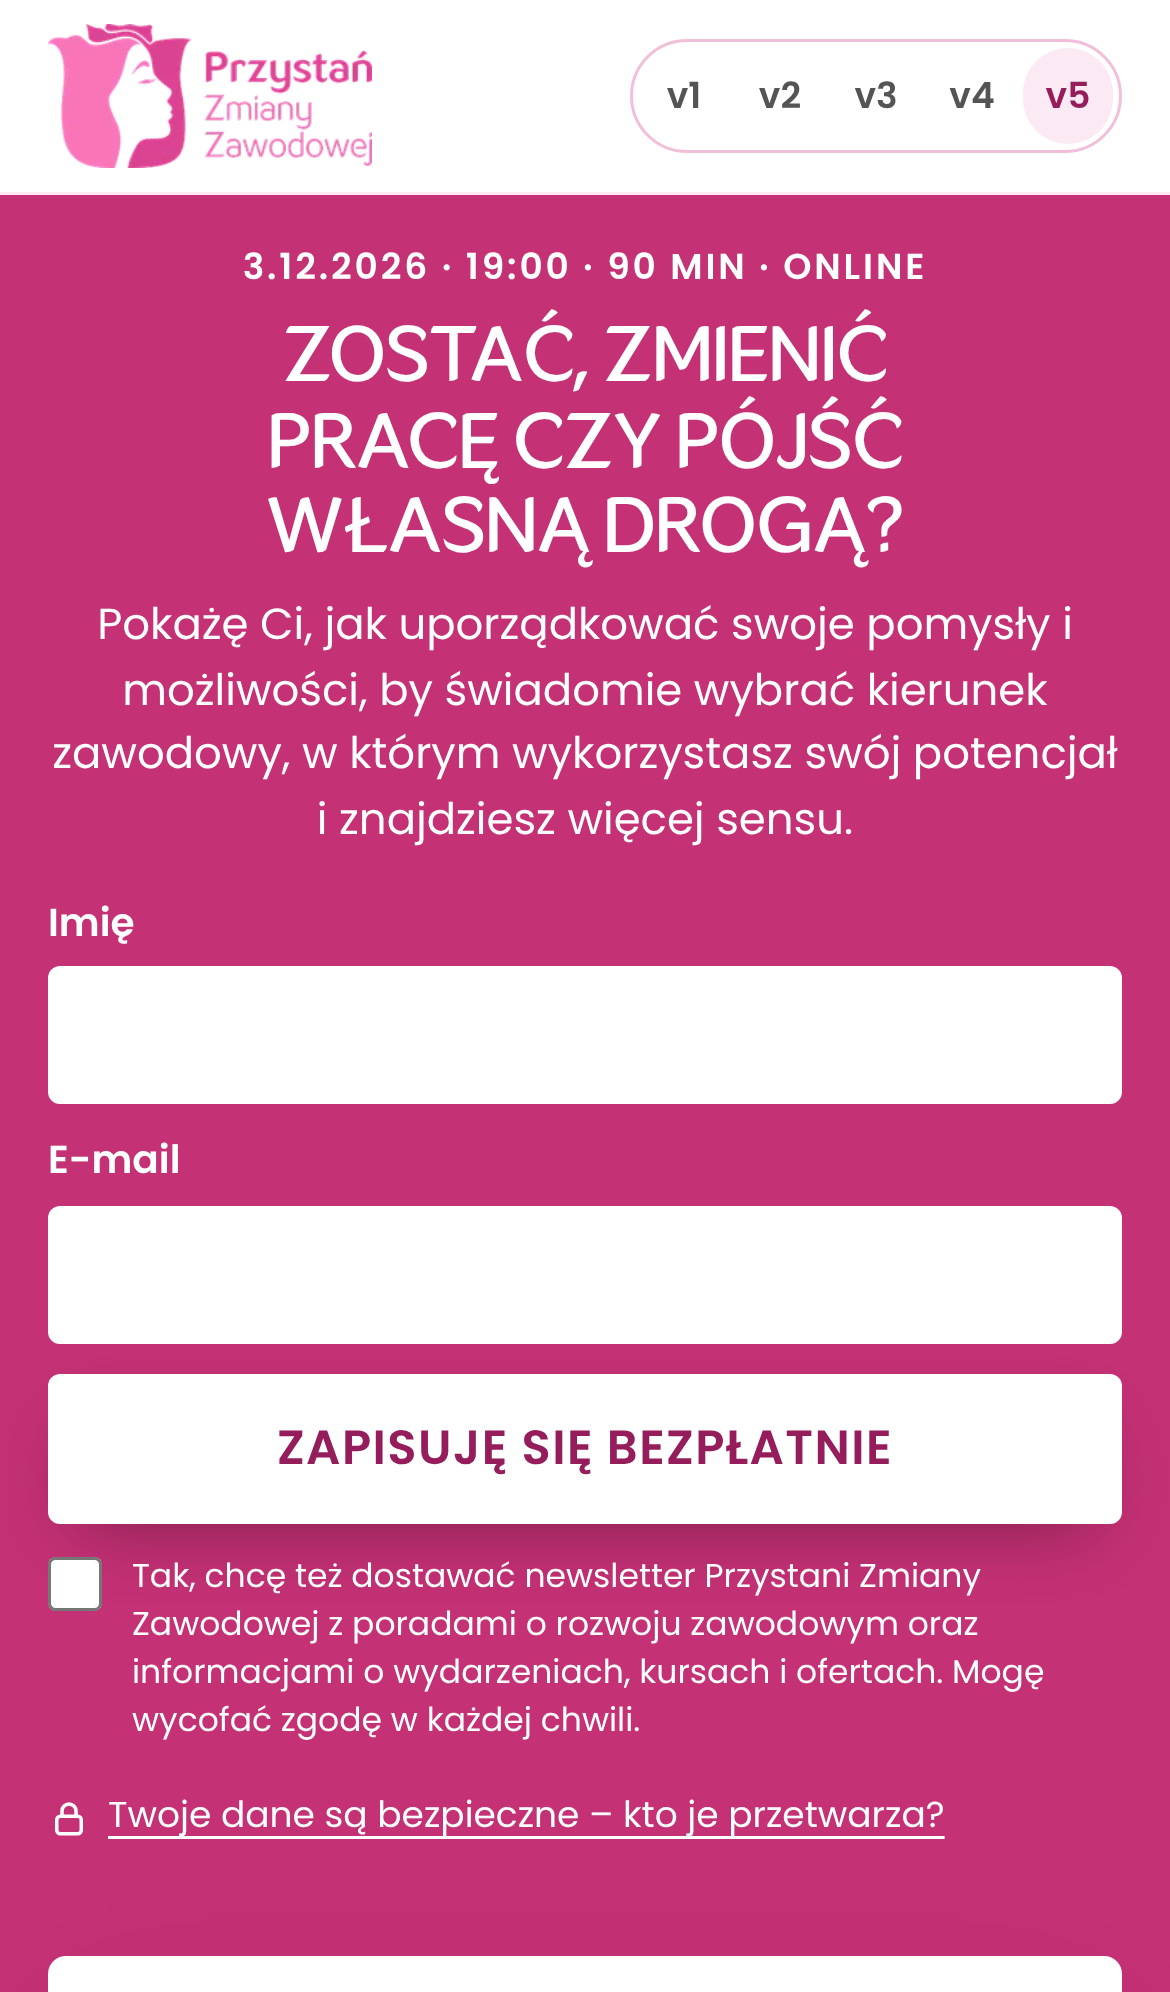 Przystań
Zmiany
Zawodowej
v1 v2 v3 v4 v5
3.12.2026 · 19:00 · 90 MIN · ONLINE
ZOSTAĆ, ZMIENIĆ
PRACĘ CZY PÓJŚĆ
WŁASNĄ DROGĄ?
Pokażę Ci, jak uporządkować swoje pomysły i
możliwości, by świadomie wybrać kierunek
zawodowy, w którym wykorzystasz swój potencjał
i znajdziesz więcej sensu.
Imię
E-mail
ZAPISUJĘ SIĘ BEZPŁATNIE
Tak, chcę też dostawać newsletter Przystani Zmiany
Zawodowej z poradami o rozwoju zawodowym oraz
informacjami o wydarzeniach, kursach i ofertach. Mogę
wycofać zgodę w każdej chwili.
Twoje dane są bezpieczne – kto je przetwarza?